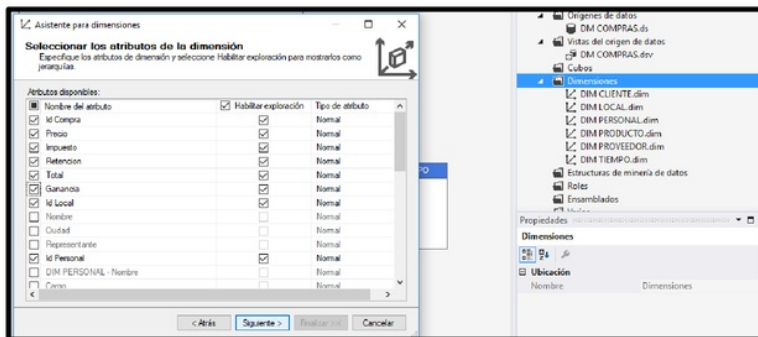 Asistente para dimensiones
Seleccionar los atributos de la dimensión
Especifique los atributos de dimensión y seleccione Habilitar exploración para mostrarlos como
jerarquías.
Atributos disponibles:
Nombre del atributo Habilitar exploración Tipo de atributo
Id Compra Normal
Precio Normal
Impuesto Normal
Retencion Normal
Total Normal
Ganancia Normal
Id Local Normal
Nombre Normal
Ciudad Normal
Representante Normal
Id Personal Normal
DIM PERSONAL - Nombre Normal
Cargo Normal
< Atrás Siguiente > Cancelar
PO
Orígenes de datos
DM COMPRAS.ds
Vistas del origen de datos
DM COMPRAS.dsv
Cubos
Dimensiones
DIM CLIENTE.dim
DIM LOCAL.dim
DIM PERSONAL.dim
DIM PRODUCTO.dim
DIM PROVEEDOR.dim
DIM TIEMPO.dim
Estructuras de minería de datos
Roles
Ensamblados
Propiedades
Dimensiones
Ubicación
Nombre Dimensiones